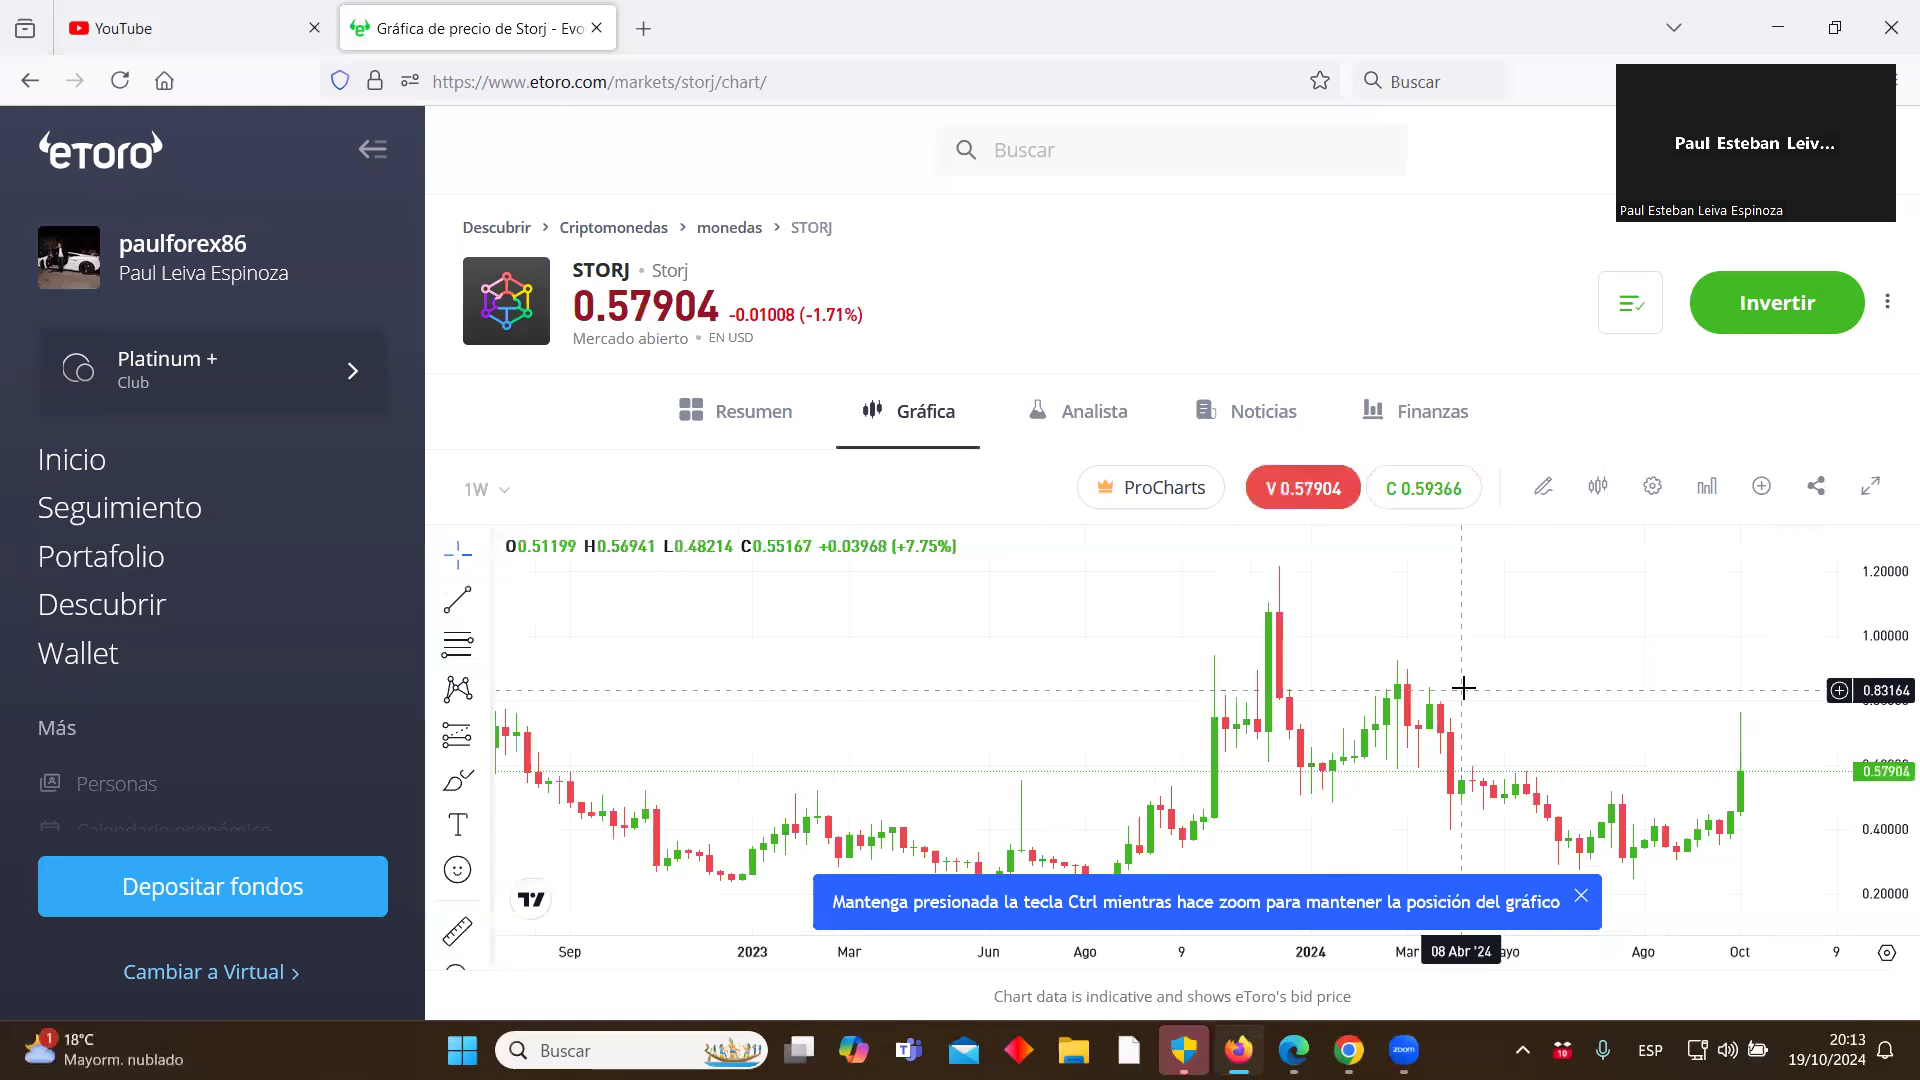 YouTube
Gráfica de precio de Storj - Evo
https://www.etoro.com/markets/storj/chart/
Buscar
Paul Esteban Leiv...
Paul Esteban Leiva Espinoza
eToro
paulforex86
Paul Leiva Espinoza
Platinum +
Club
Inicio
Seguimiento
Portafolio
Descubrir
Wallet
Más
Personas
Calendario económico
Depositar fondos
Cambiar a Virtual >
Buscar
Descubrir > Criptomonedas > monedas > STORJ
STORJ • Storj
0.57904 -0.01008 (-1.71%)
Mercado abierto • EN USD
Invertir
Resumen
Gráfica
Analista
Noticias
Finanzas
1W
ProCharts
V 0.57904
C 0.59366
O0.51199 H0.56941 L0.48214 C0.55167 +0.03968 (+7.75%)
1.20000
1.00000
0.83164
0.57904
0.40000
0.20000
Mantenga presionada la tecla Ctrl mientras hace zoom para mantener la posición del gráfico
Sep 2023 Mar Jun Ago 9 2024 Mar 08 Abr '24 ayo Ago Oct 9
Chart data is indicative and shows eToro's bid price
1
18°C
Mayorm. nublado
Buscar
zoom
10
ESP
20:13
19/10/2024